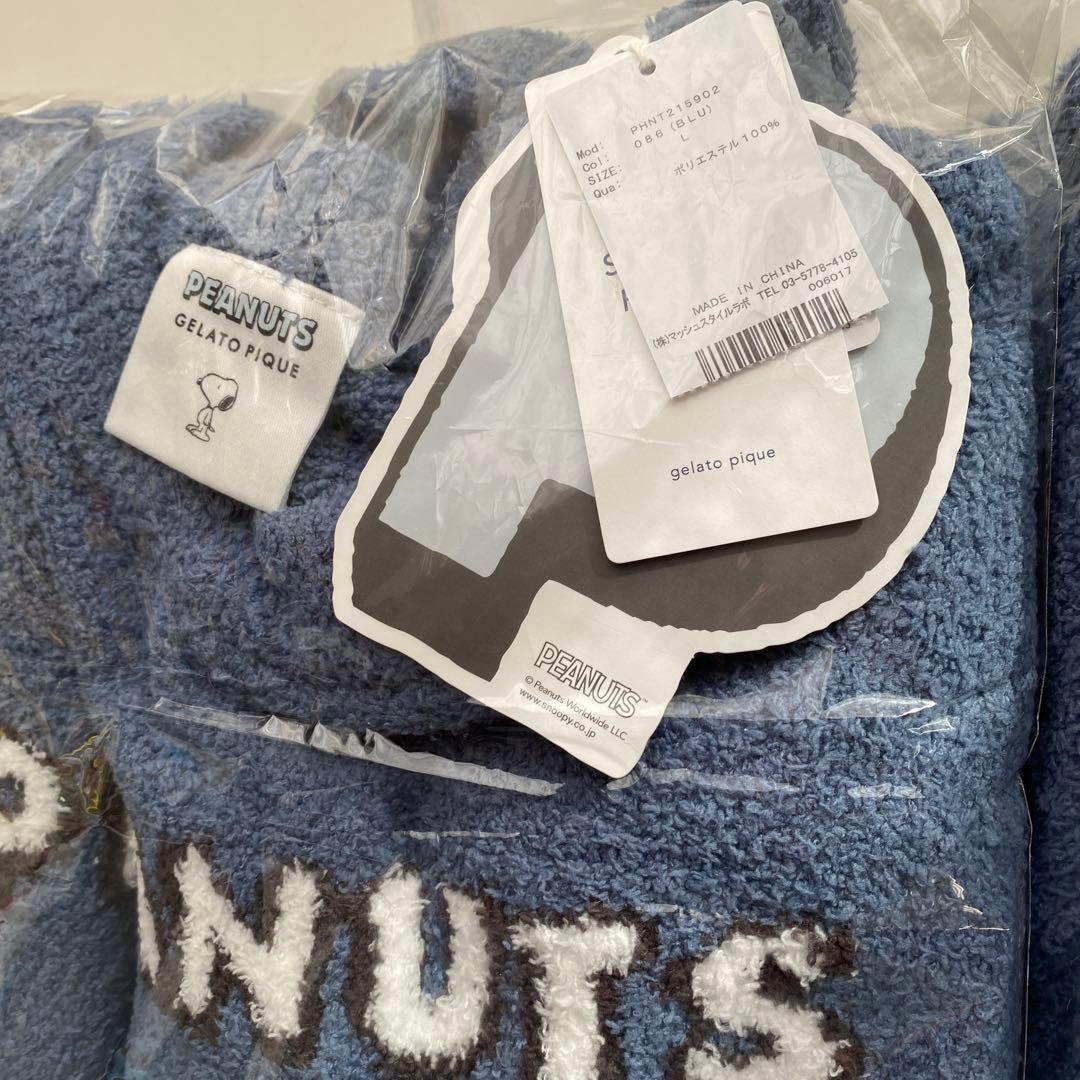 Mod: PHNT215902
Col: 086(BLU)
SIZE: L
Qua: ポリエステル100%
MADE IN CHINA
(株)マッシュスタイルラボ TEL 03-5778-4105
006017
gelato pique
PEANUTS
GELATO PIQUE
PEANUTS™
© Peanuts Worldwide LLC
www.snoopy.co.jp
NUTS